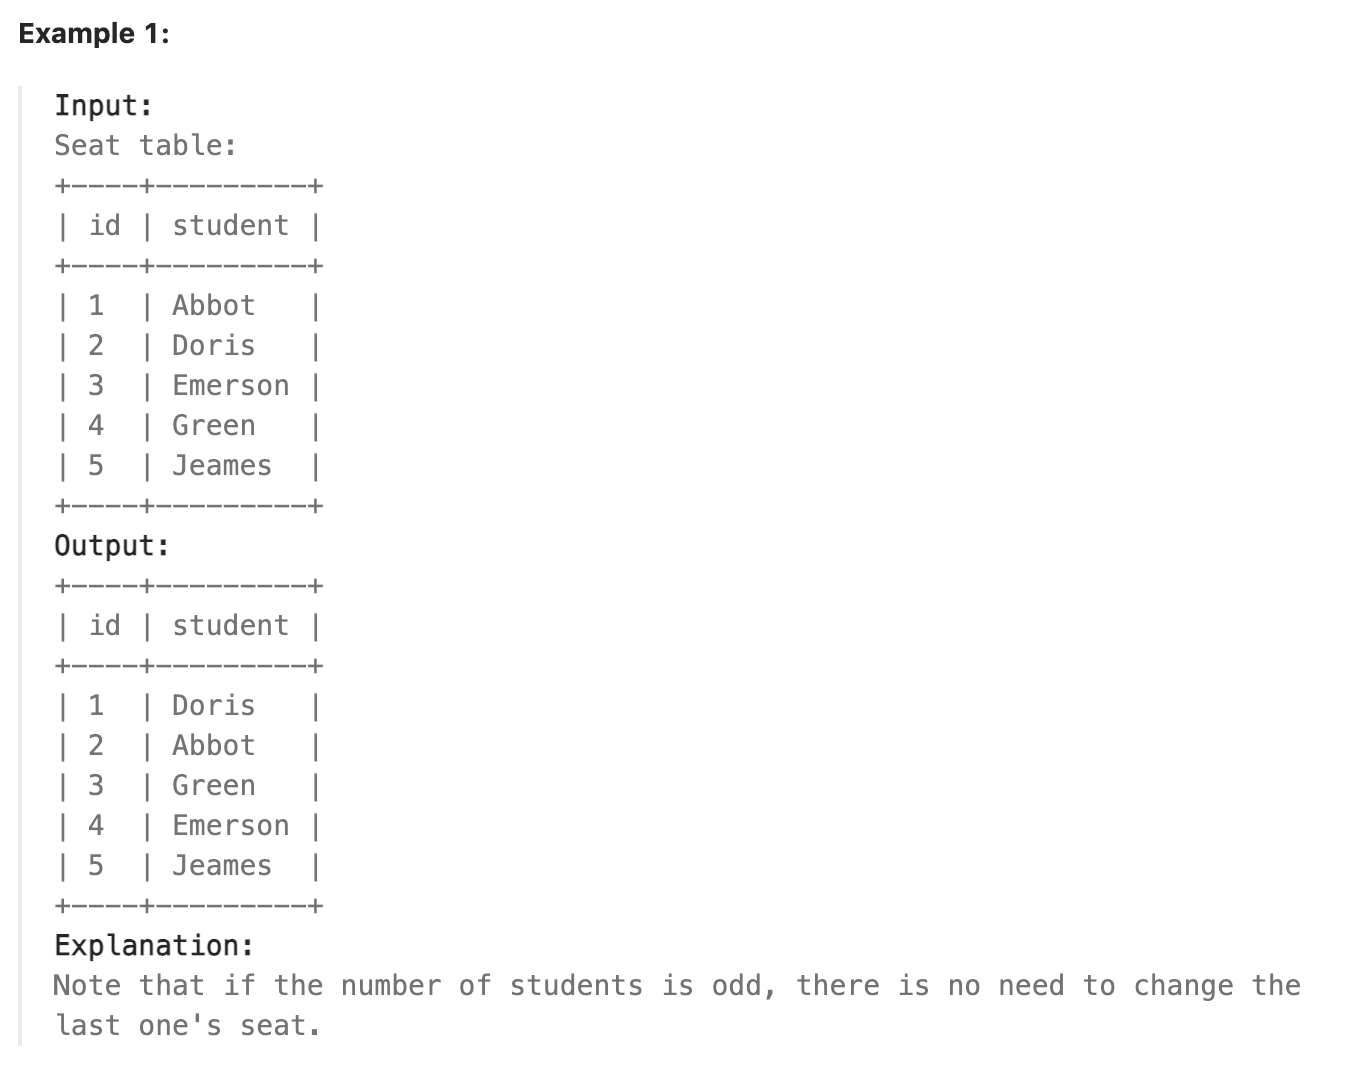 Example 1:
Input:
Seat table:
+----+---------+
| id | student |
+----+---------+
| 1  | Abbot   |
| 2  | Doris   |
| 3  | Emerson |
| 4  | Green   |
| 5  | Jeames  |
+----+---------+
Output:
+----+---------+
| id | student |
+----+---------+
| 1  | Doris   |
| 2  | Abbot   |
| 3  | Green   |
| 4  | Emerson |
| 5  | Jeames  |
+----+---------+
Explanation:
Note that if the number of students is odd, there is no need to change the
last one's seat.